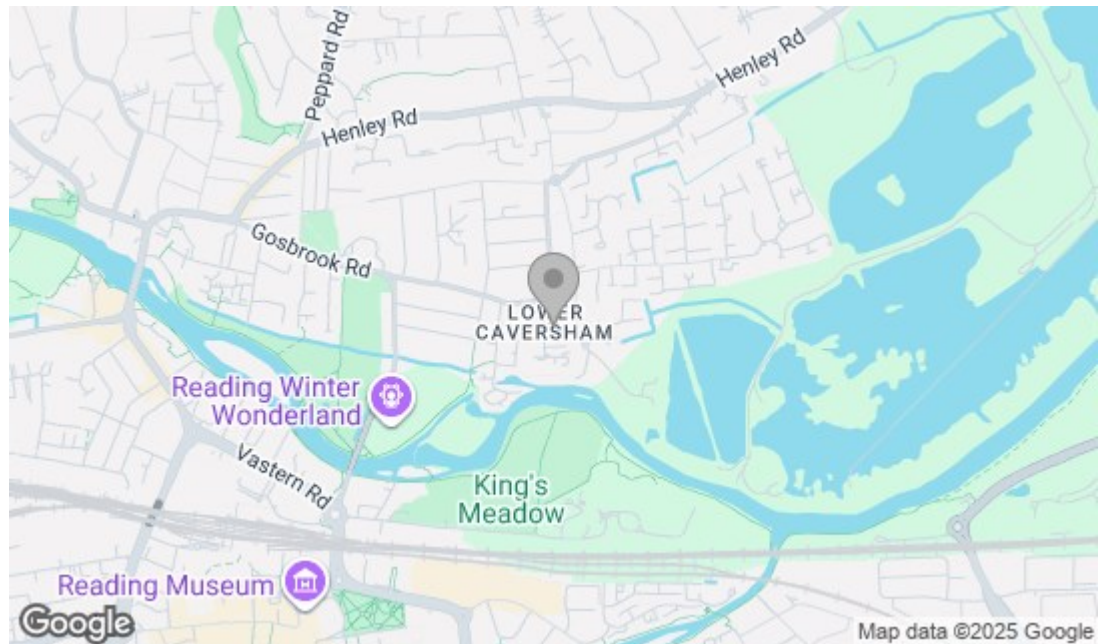 Peppard Rd
Henley Rd
Henley Rd
Gosbrook Rd
LOWER
CAVERSHAM
Reading Winter
Wonderland
Vastern Rd
King's
Meadow
Reading Museum
Google
Map data ©2025 Google